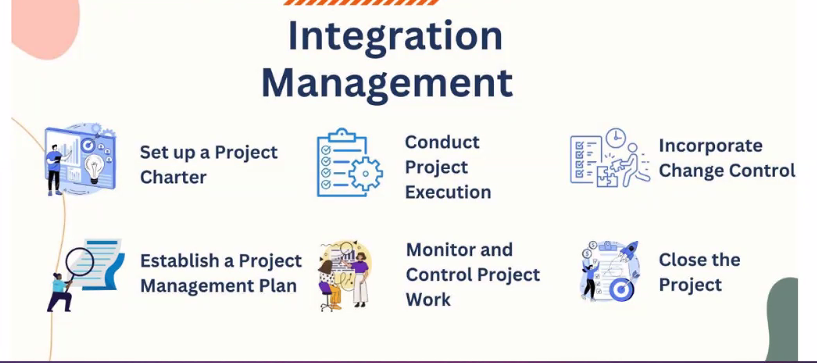 Integration
Management
Set up a Project
Charter
Conduct
Project
Execution
Incorporate
Change Control
Establish a Project
Management Plan
Monitor and
Control Project
Work
Close the
Project